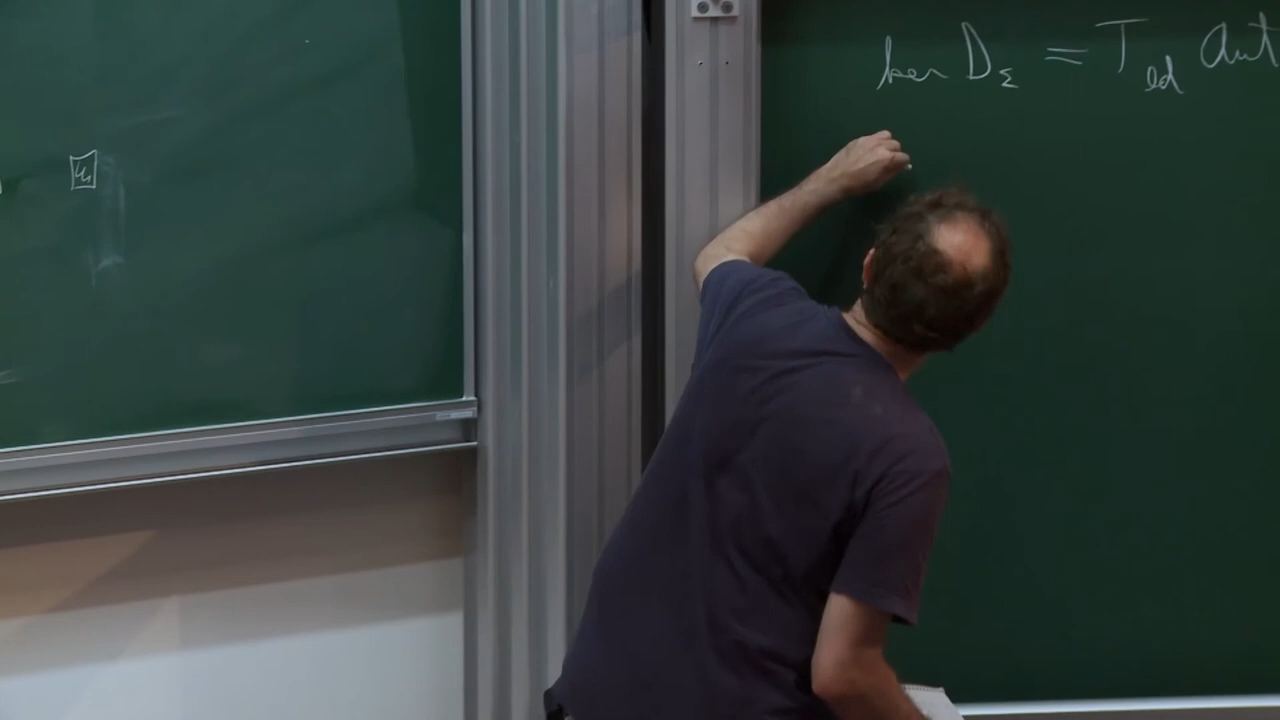 ker D_Σ = T_id Aut